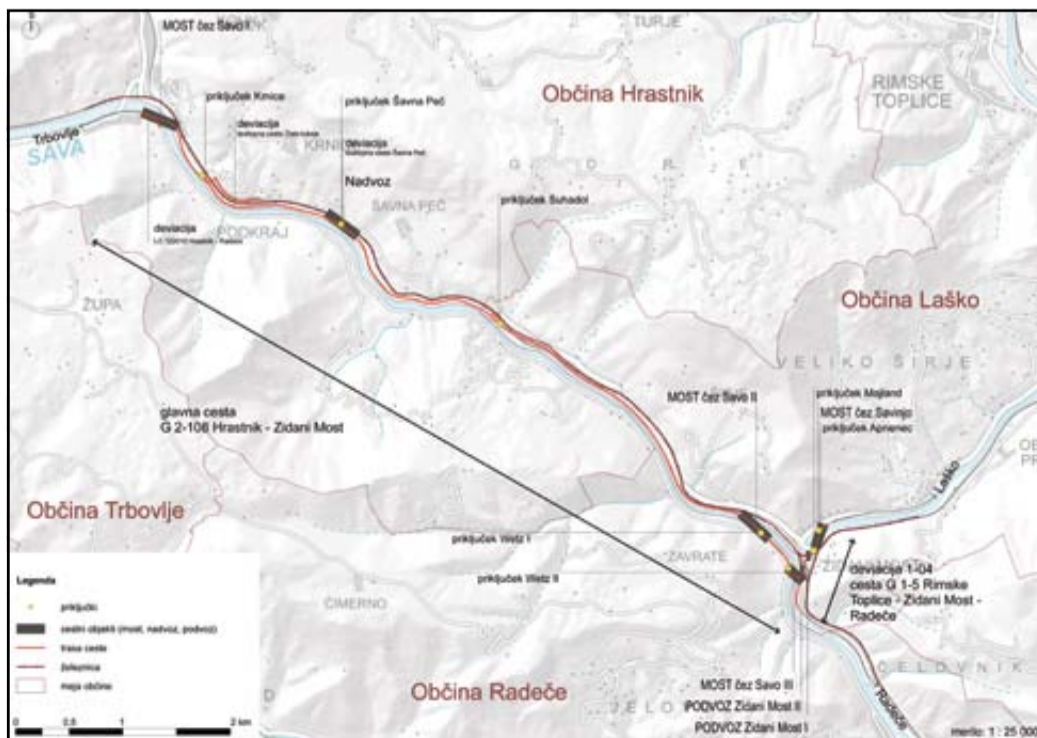 MOST čez Savo I
TURJE
Občina Hrastnik
RIMSKE
TOPLICE
priključek Krnice
priključek Šavna Peč
deviacija
deviacija
Nadvoz
Trbovlje
SAVA
ŠAVNA PEČ
priključek Suhadol
deviacija
PODKRAJ
ŽUPA
Občina Laško
VELIKO ŠIRJE
glavna cesta
G 2-108 Hrastnik - Zidani Most
MOST čez Savo II
priključek Majland
MOST čez Savinjo
priključek Apnenec
Laško
Občina Trbovlje
priključek Wetz I
ZAVRATE
priključek Wetz II
deviacija 1-04
cesta G 1-5 Rimske
Toplice - Zidani Most -
Radeče
Legenda
priključki
cestni objekti (most, nadvoz, podvoz)
trasa ceste
železnica
meja občine
ČIMERNO
Občina Radeče
ČELOVNIK
Radeče
MOST čez Savo III
PODVOZ Zidani Most II
PODVOZ Zidani Most I
0 0,5 1 2 km
merilo: 1 : 25 000